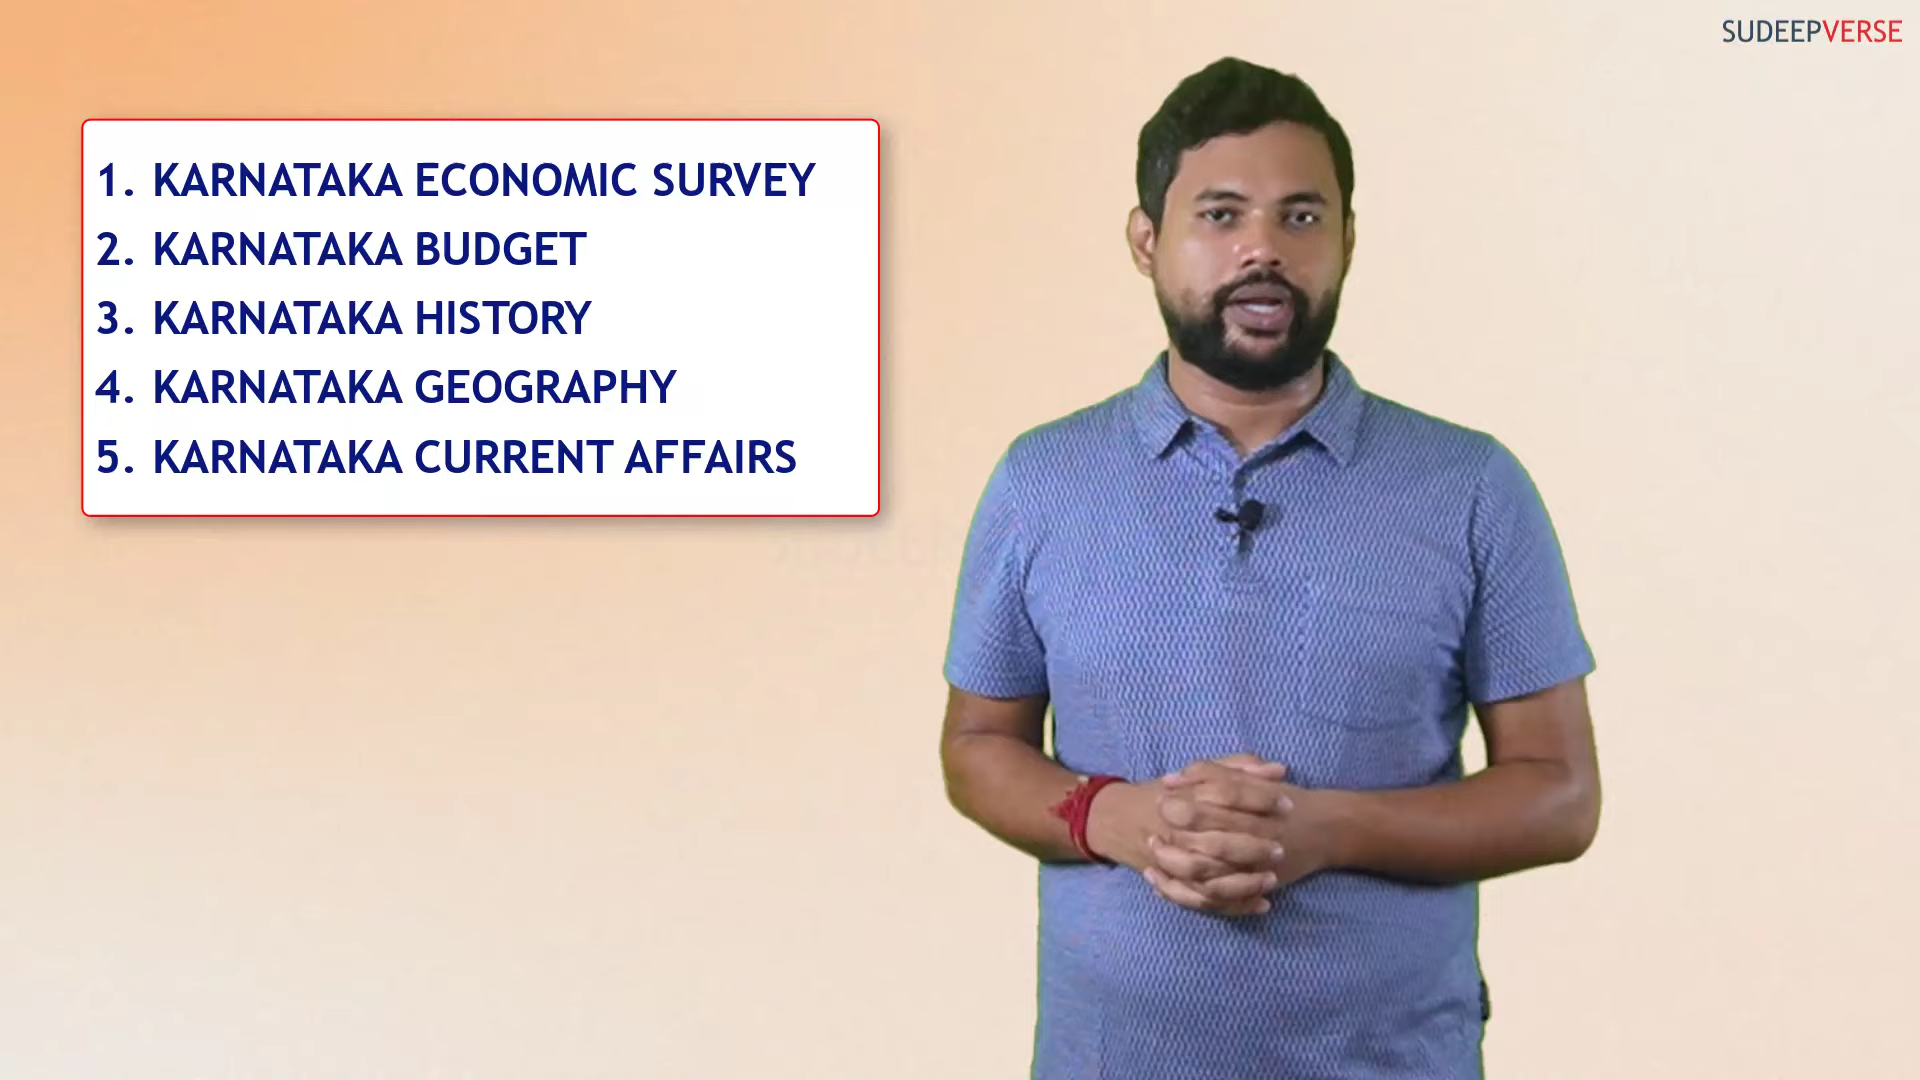 SUDEEPVERSE
1. KARNATAKA ECONOMIC SURVEY
2. KARNATAKA BUDGET
3. KARNATAKA HISTORY
4. KARNATAKA GEOGRAPHY
5. KARNATAKA CURRENT AFFAIRS